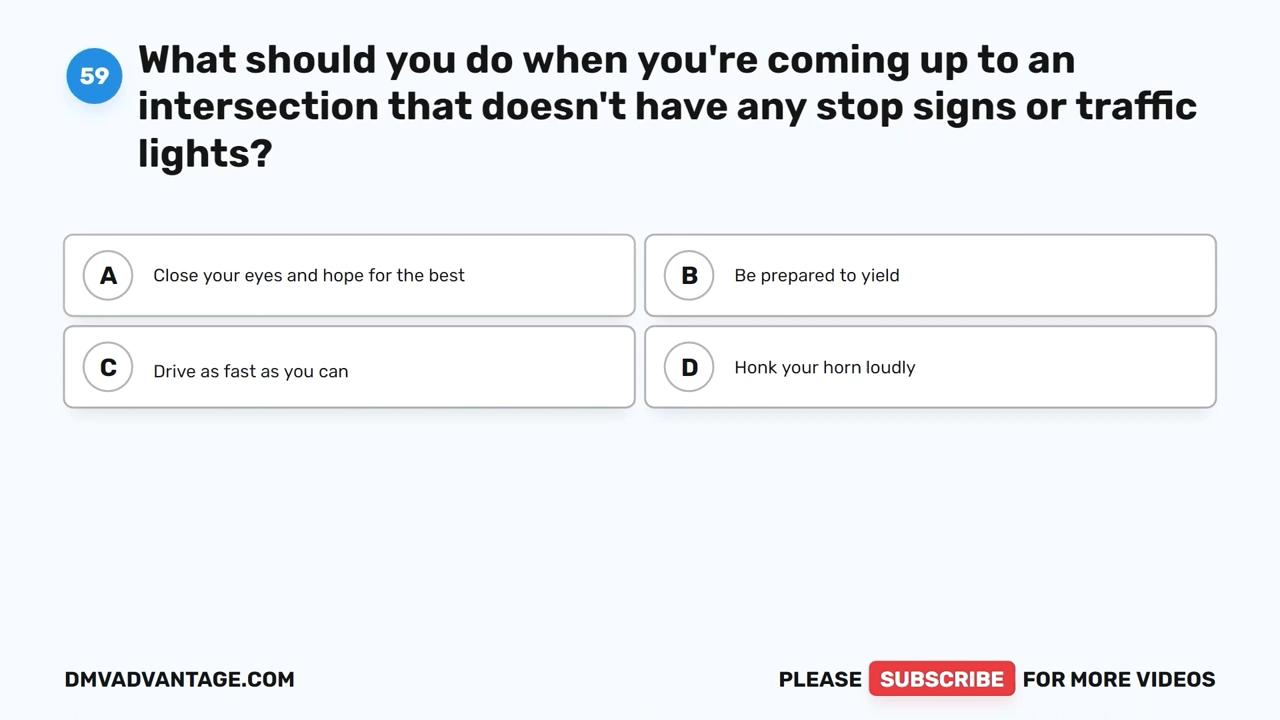 59
What should you do when you're coming up to an
intersection that doesn't have any stop signs or traffic
lights?
A Close your eyes and hope for the best
B Be prepared to yield
C Drive as fast as you can
D Honk your horn loudly
DMVADVANTAGE.COM
PLEASE SUBSCRIBE FOR MORE VIDEOS